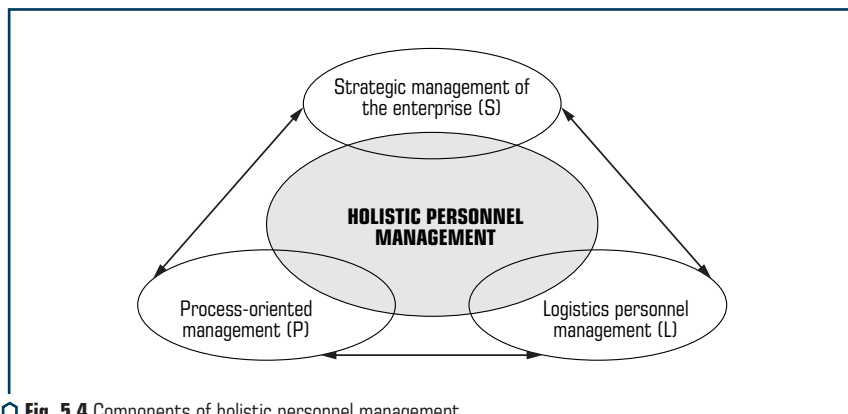 Strategic management of
the enterprise (S)
HOLISTIC PERSONNEL
MANAGEMENT
Process-oriented
management (P)
Logistics personnel
management (L)
Fig. 5.4 Components of holistic personnel management